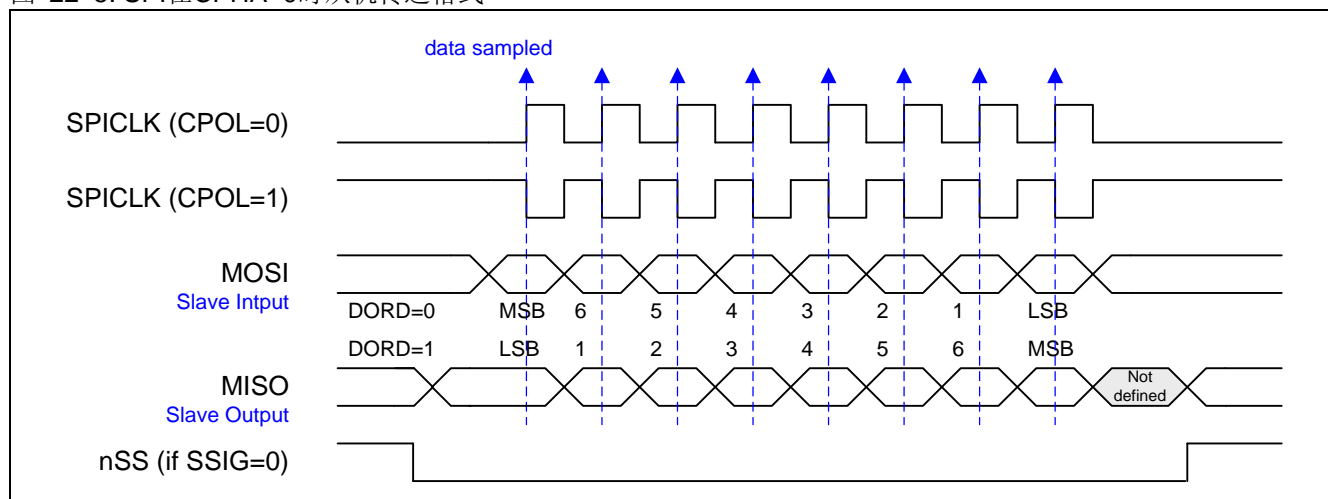 data sampled
SPICLK (CPOL=0)
SPICLK (CPOL=1)
MOSI
Slave Intput
DORD=0 MSB 6 5 4 3 2 1 LSB
DORD=1 LSB 1 2 3 4 5 6 MSB
MISO
Slave Output
Not
defined
nSS (if SSIG=0)